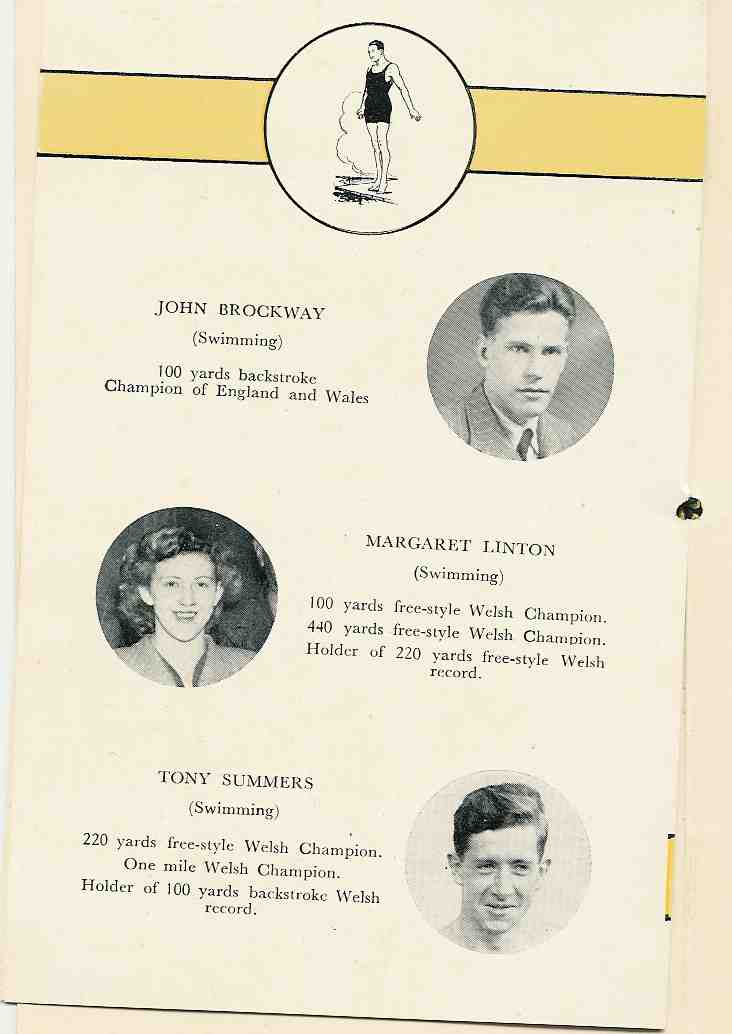 JOHN BROCKWAY
(Swimming)
100 yards backstroke
Champion of England and Wales
MARGARET LINTON
(Swimming)
100 yards free-style Welsh Champion.
440 yards free-style Welsh Champion.
Holder of 220 yards free-style Welsh
record.
TONY SUMMERS
(Swimming)
220 yards free-style Welsh Champion.
One mile Welsh Champion.
Holder of 100 yards backstroke Welsh
record.